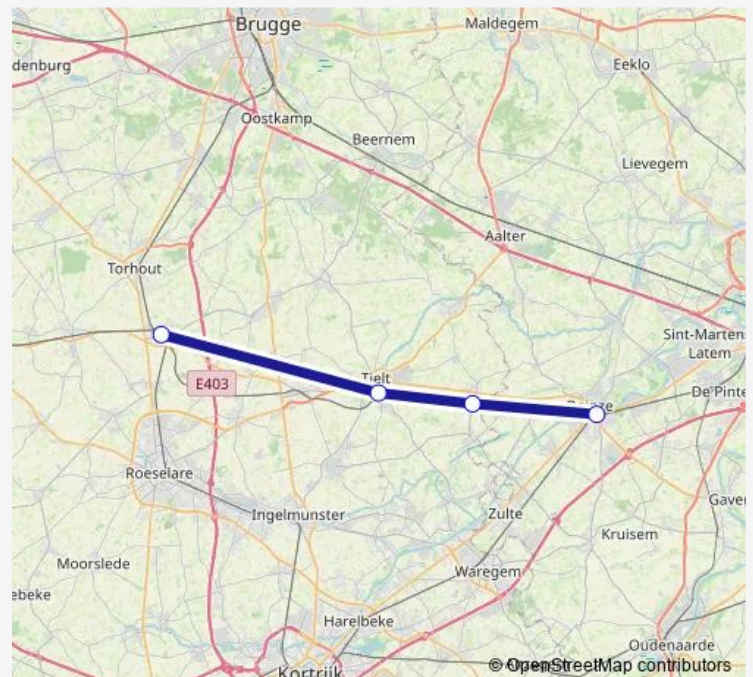 Brugge
Maldegem
denburg
Eeklo
Oostkamp
Beernem
Lievegem
Aalter
Torhout
Sint-Martens
Latem
E403
Tielt
De Pinte
Roeselare
Ingelmunster
Zulte
Gaver
Kruisem
Moorslede
Waregem
ebeke
Harelbeke
Oudenaarde
Kortrijk
© OpenStreetMap contributors